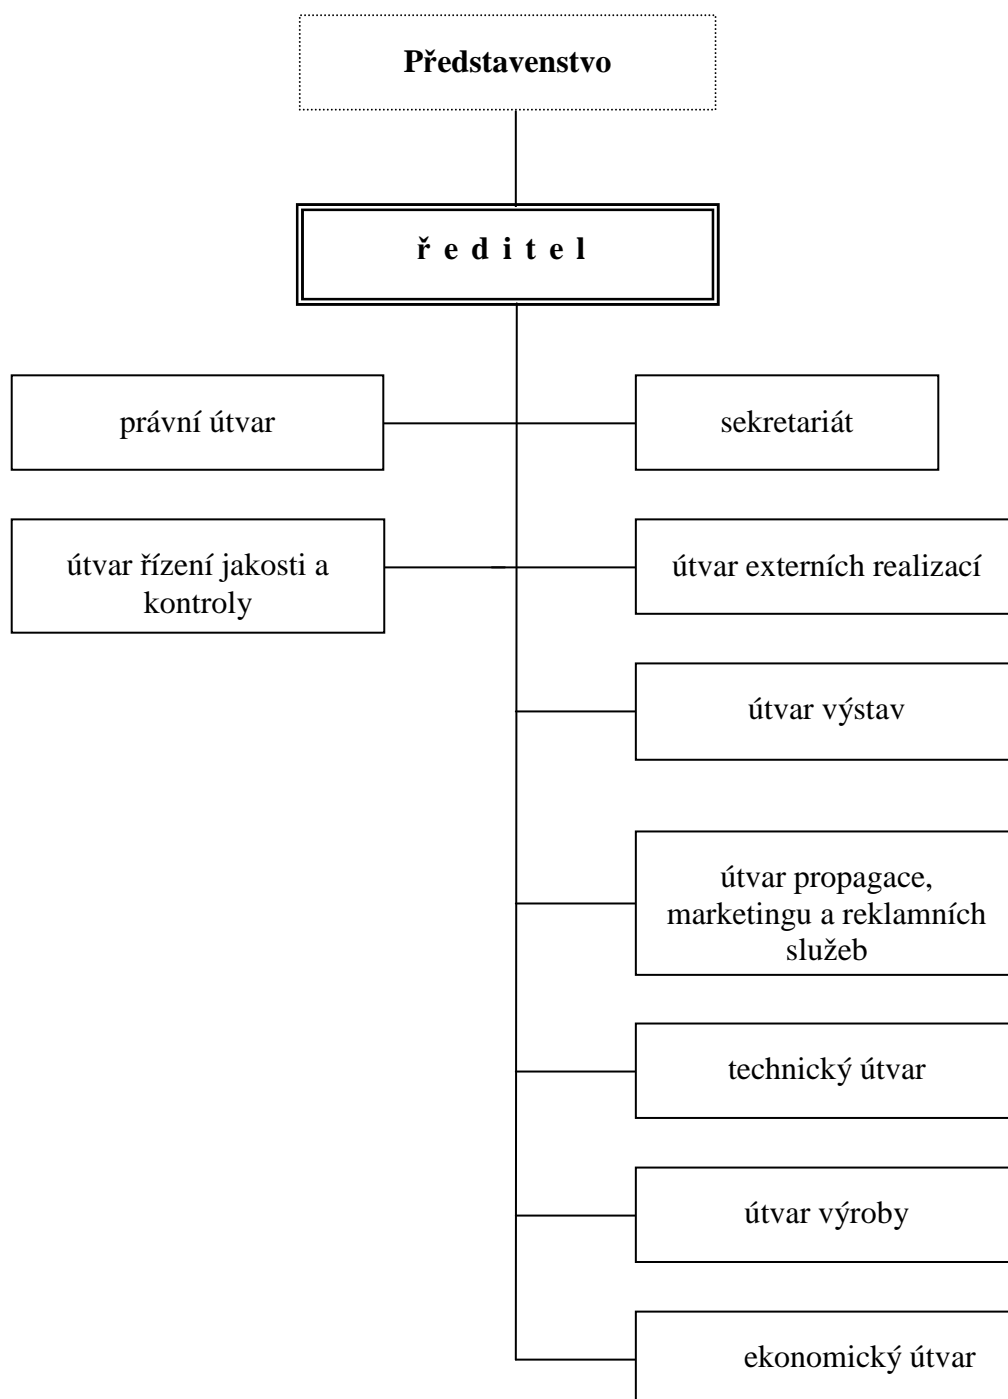 Představenstvo
ř e d i t e l
právní útvar
sekretariát
útvar řízení jakosti a
kontroly
útvar externích realizací
útvar výstav
útvar propagace,
marketingu a reklamních
služeb
technický útvar
útvar výroby
ekonomický útvar